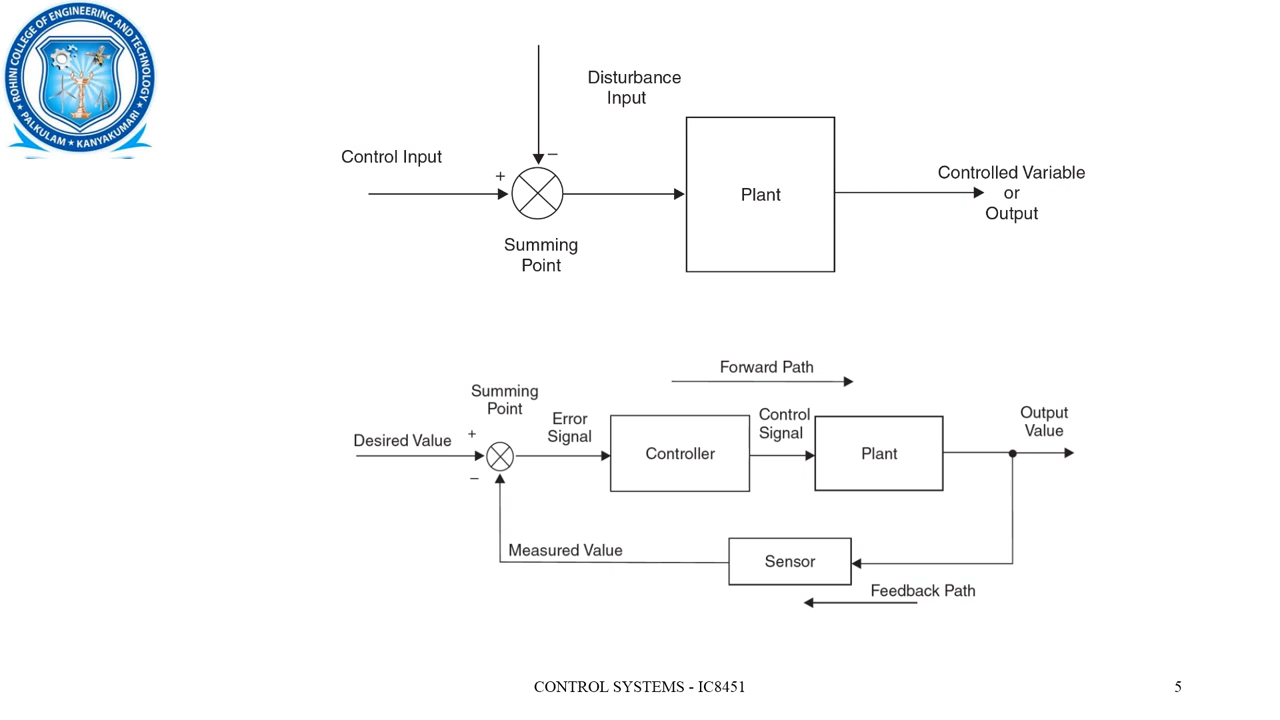 ROHINI COLLEGE OF ENGINEERING AND TECHNOLOGY
★ PALKULAM ★ KANYAKUMARI ★
Disturbance
Input
Control Input
+
–
Summing
Point
Plant
Controlled Variable
or
Output
Forward Path
Summing
Point
Desired Value
+
–
Error
Signal
Controller
Control
Signal
Plant
Output
Value
Measured Value
Sensor
Feedback Path
CONTROL SYSTEMS - IC8451
5